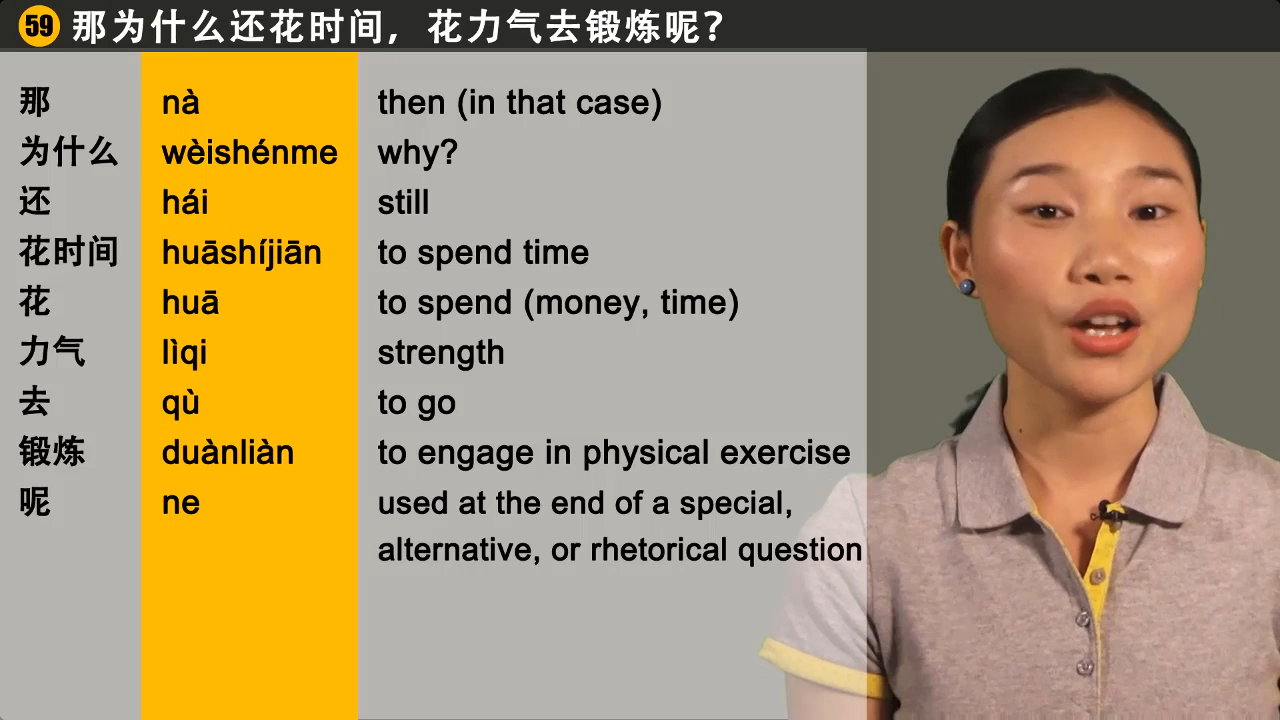 59 那为什么还花时间，花力气去锻炼呢？
那 nà then (in that case)
为什么 wèishénme why?
还 hái still
花时间 huāshíjiān to spend time
花 huā to spend (money, time)
力气 lìqi strength
去 qù to go
锻炼 duànliàn to engage in physical exercise
呢 ne used at the end of a special,
alternative, or rhetorical question